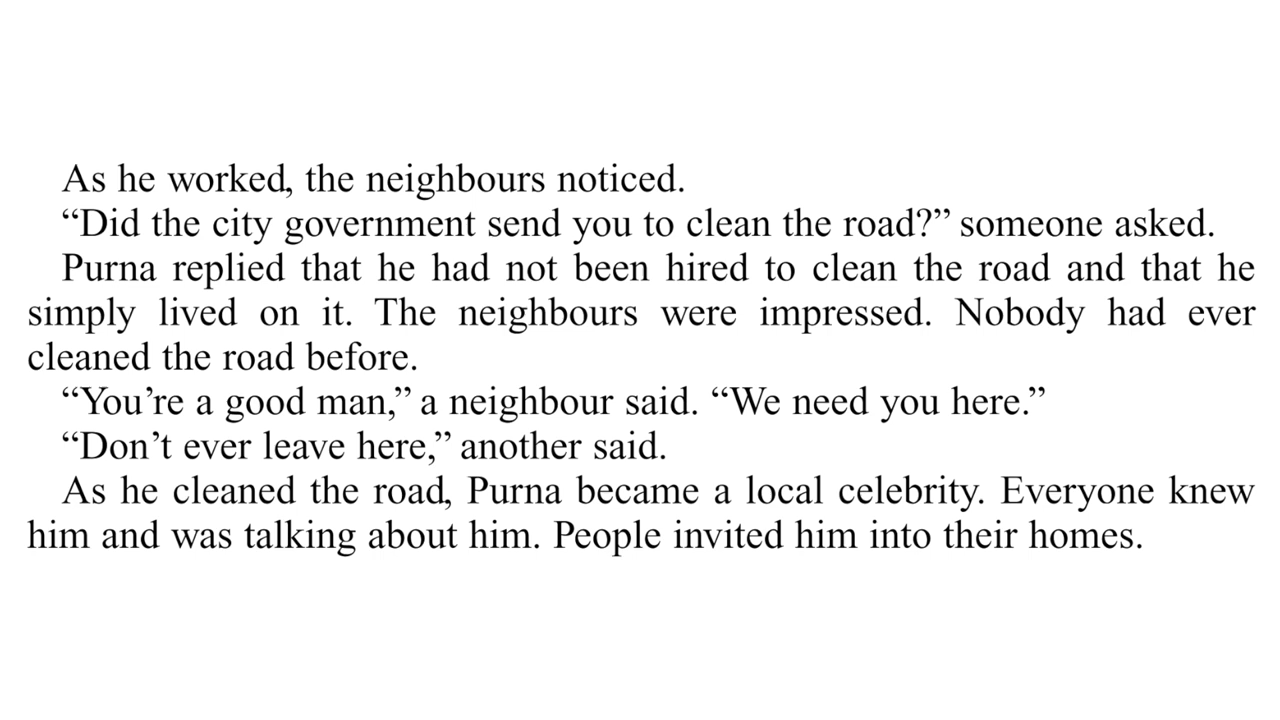 As he worked, the neighbours noticed.
“Did the city government send you to clean the road?” someone asked.
Purna replied that he had not been hired to clean the road and that he
simply lived on it. The neighbours were impressed. Nobody had ever
cleaned the road before.
“You’re a good man,” a neighbour said. “We need you here.”
“Don’t ever leave here,” another said.
As he cleaned the road, Purna became a local celebrity. Everyone knew
him and was talking about him. People invited him into their homes.